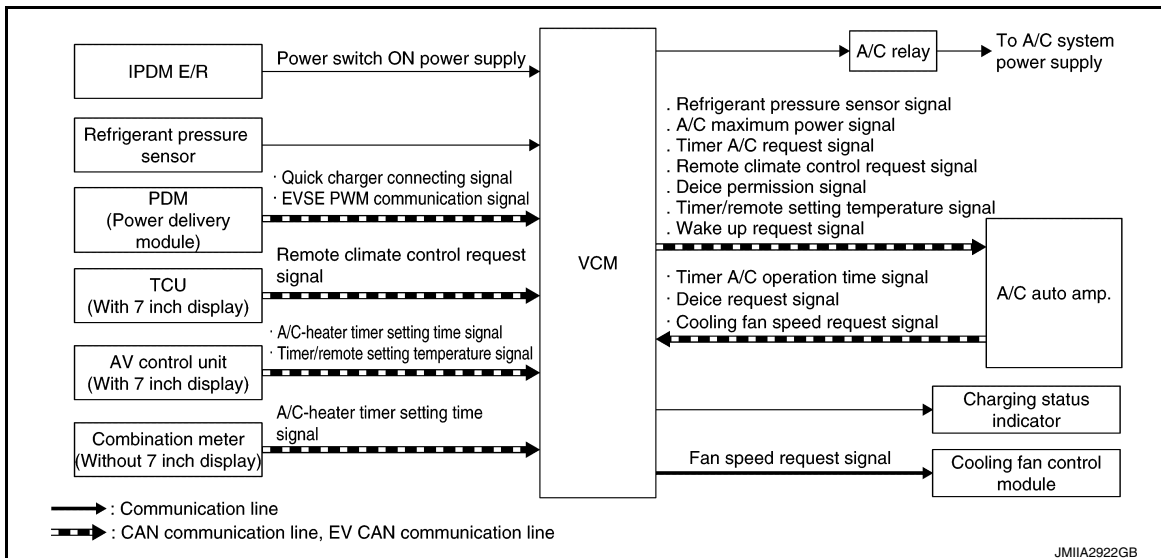 IPDM E/R
Power switch ON power supply
Refrigerant pressure
sensor
· Quick charger connecting signal
· EVSE PWM communication signal
PDM
(Power delivery
module)
Remote climate control request
signal
TCU
(With 7 inch display)
· A/C-heater timer setting time signal
· Timer/remote setting temperature signal
AV control unit
(With 7 inch display)
A/C-heater timer setting time
signal
Combination meter
(Without 7 inch display)
VCM
A/C relay
To A/C system
power supply
. Refrigerant pressure sensor signal
. A/C maximum power signal
. Timer A/C request signal
. Remote climate control request signal
. Deice permission signal
. Timer/remote setting temperature signal
. Wake up request signal
· Timer A/C operation time signal
· Deice request signal
· Cooling fan speed request signal
A/C auto amp.
Charging status
indicator
Fan speed request signal
Cooling fan control
module
: Communication line
: CAN communication line, EV CAN communication line
JMIIA2922GB